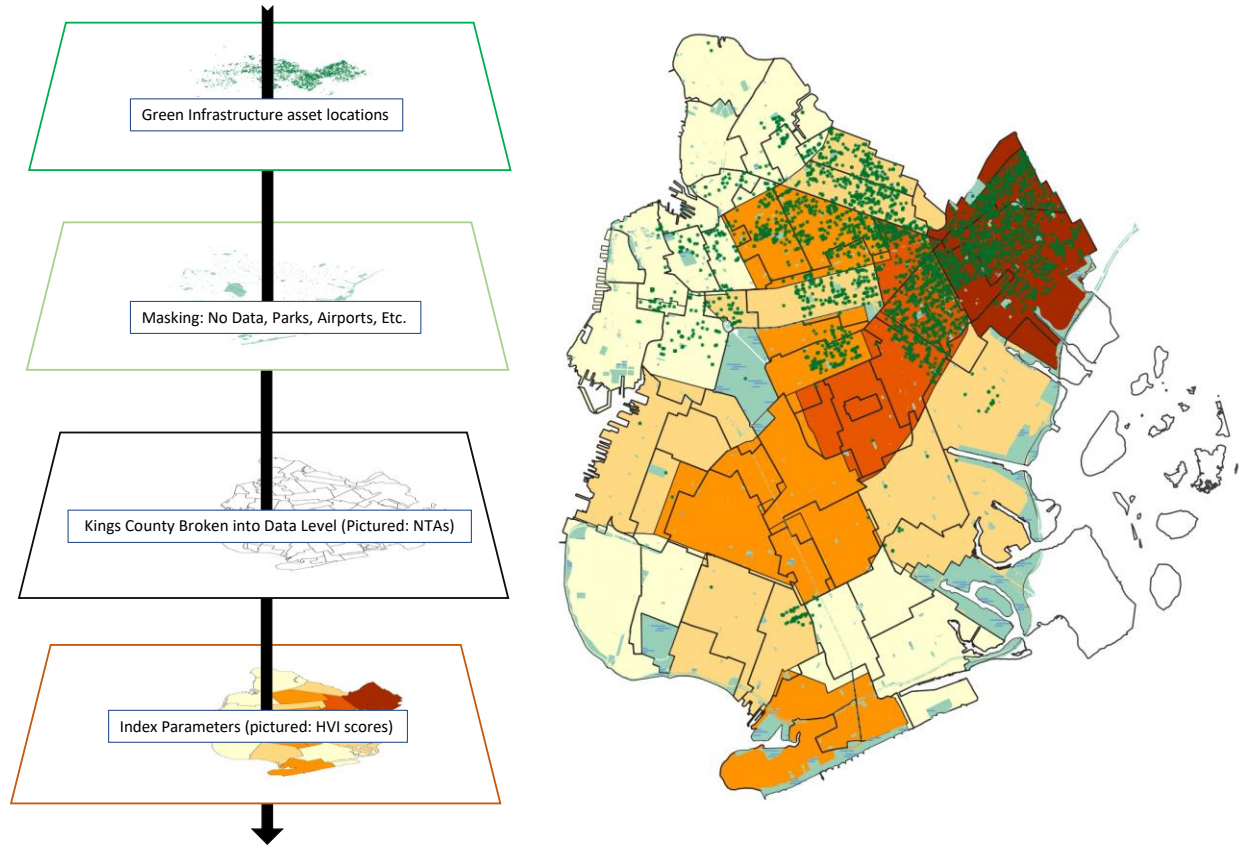 Green Infrastructure asset locations
Masking: No Data, Parks, Airports, Etc.
Kings County Broken into Data Level (Pictured: NTAs)
Index Parameters (pictured: HVI scores)